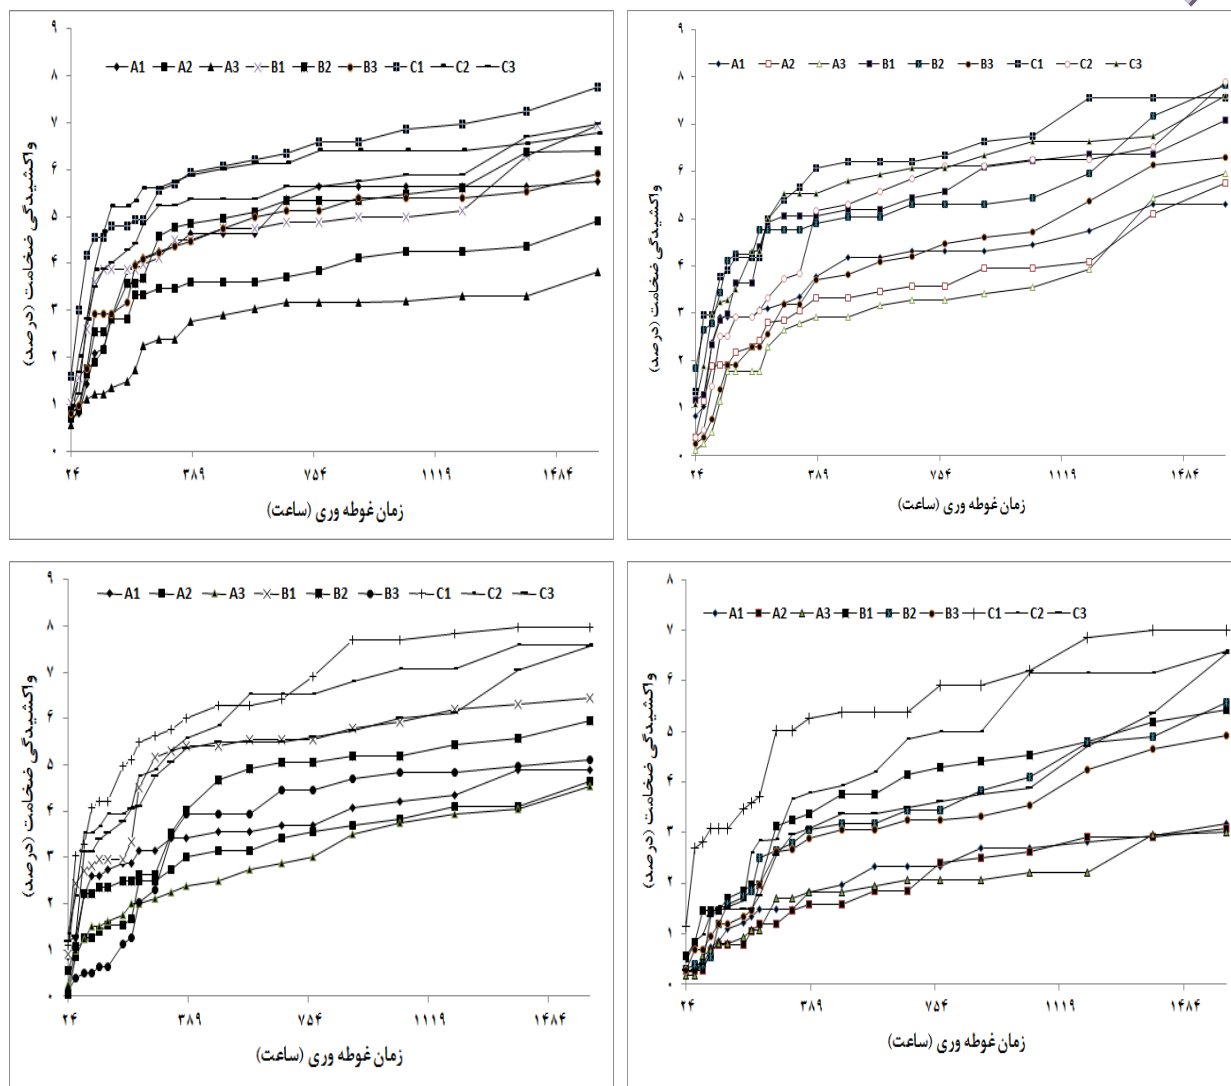 ۹
۸
۷
۶
۵
۴
۳
۲
۱
۰
A1 A2 A3 B1 B2 B3 C1 C2 C3
واکشیدگی ضخامت (درصد)
۲۴ ۳۸۹ ۷۵۴ ۱۱۱۹ ۱۴۸۴
زمان غوطه وری (ساعت)
۹
۸
۷
۶
۵
۴
۳
۲
۱
۰
A1 A2 A3 B1 B2 B3 C1 C2 C3
واکشیدگی ضخامت (درصد)
۲۴ ۳۸۹ ۷۵۴ ۱۱۱۹ ۱۴۸۴
زمان غوطه وری (ساعت)
۹
۸
۷
۶
۵
۴
۳
۲
۱
۰
A1 A2 A3 B1 B2 B3 C1 C2 C3
واکشیدگی ضخامت (درصد)
۲۴ ۳۸۹ ۷۵۴ ۱۱۱۹ ۱۴۸۴
زمان غوطه وری (ساعت)
۸
۷
۶
۵
۴
۳
۲
۱
۰
A1 A2 A3 B1 B2 B3 C1 C2 C3
واکشیدگی ضخامت (درصد)
۲۴ ۳۸۹ ۷۵۴ ۱۱۱۹ ۱۴۸۴
زمان غوطه وری (ساعت)